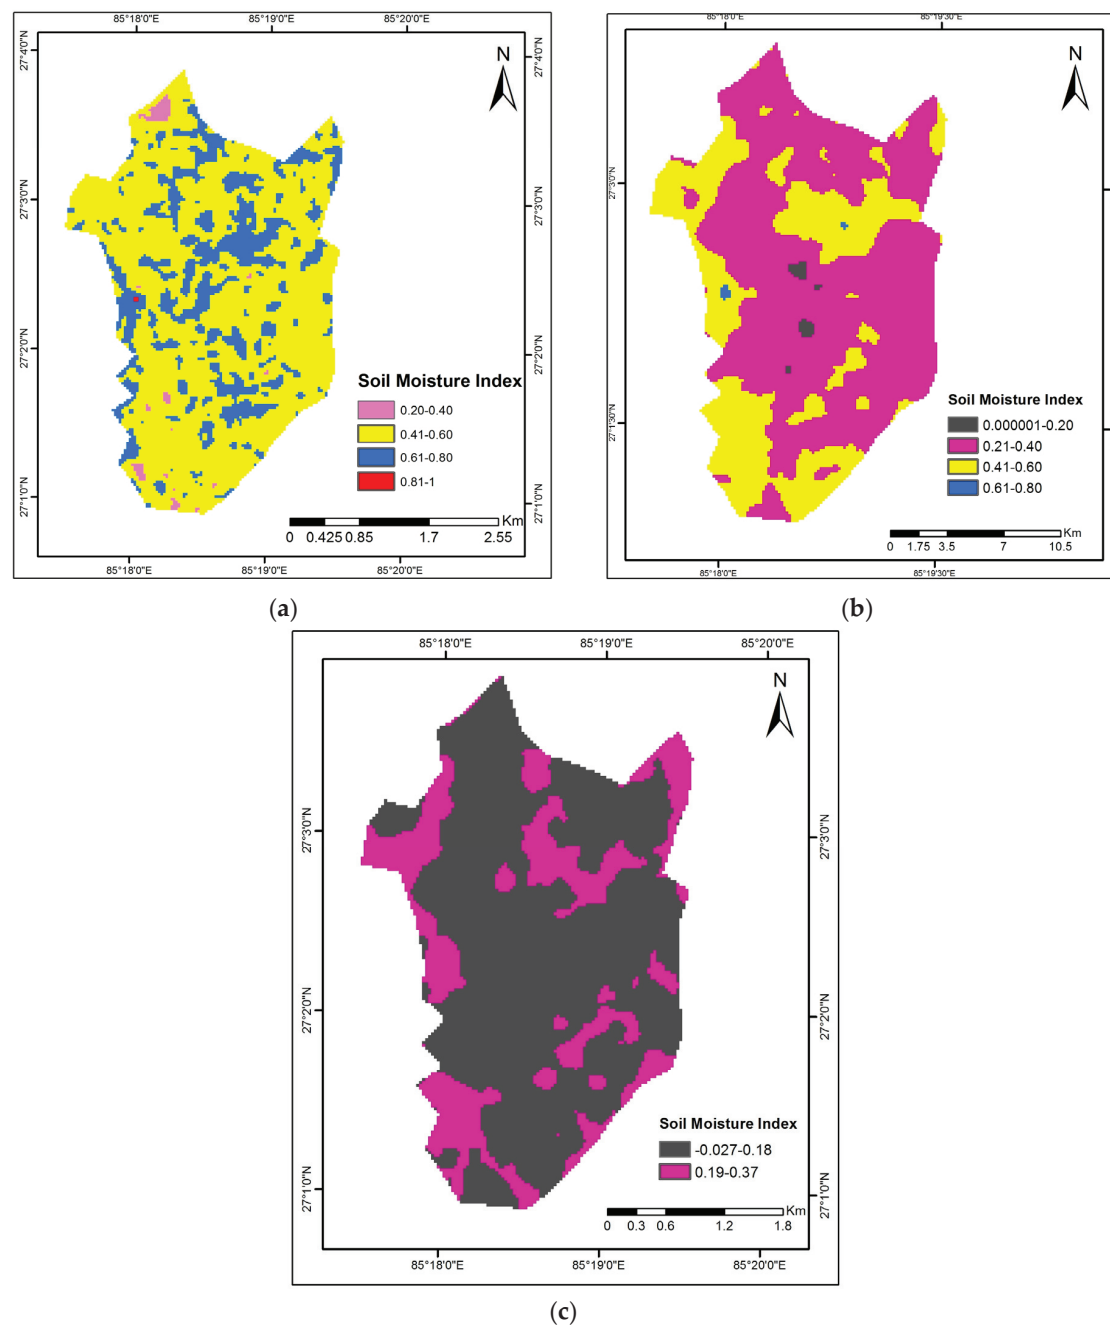 85°18'0"E 85°19'0"E 85°20'0"E
27°4'0"N 27°4'0"N
N
27°3'0"N 27°3'0"N
27°2'0"N 27°2'0"N
Soil Moisture Index
0.20-0.40
0.41-0.60
0.61-0.80
0.81-1
27°1'0"N 27°1'0"N
Km
0 0.425 0.85 1.7 2.55
85°18'0"E 85°19'0"E 85°20'0"E
(a)
85°18'0"E 85°19'30"E
N
27°3'0"N
27°1'30"N
Soil Moisture Index
0.000001-0.20
0.21-0.40
0.41-0.60
0.61-0.80
Km
0 1.75 3.5 7 10.5
85°18'0"E 85°19'30"E
(b)
85°18'0"E 85°19'0"E 85°20'0"E
N
27°3'0"N 27°3'0"N
27°2'0"N 27°2'0"N
Soil Moisture Index
-0.027-0.18
0.19-0.37
27°1'0"N 27°1'0"N
Km
0 0.3 0.6 1.2 1.8
85°18'0"E 85°19'0"E 85°20'0"E
(c)